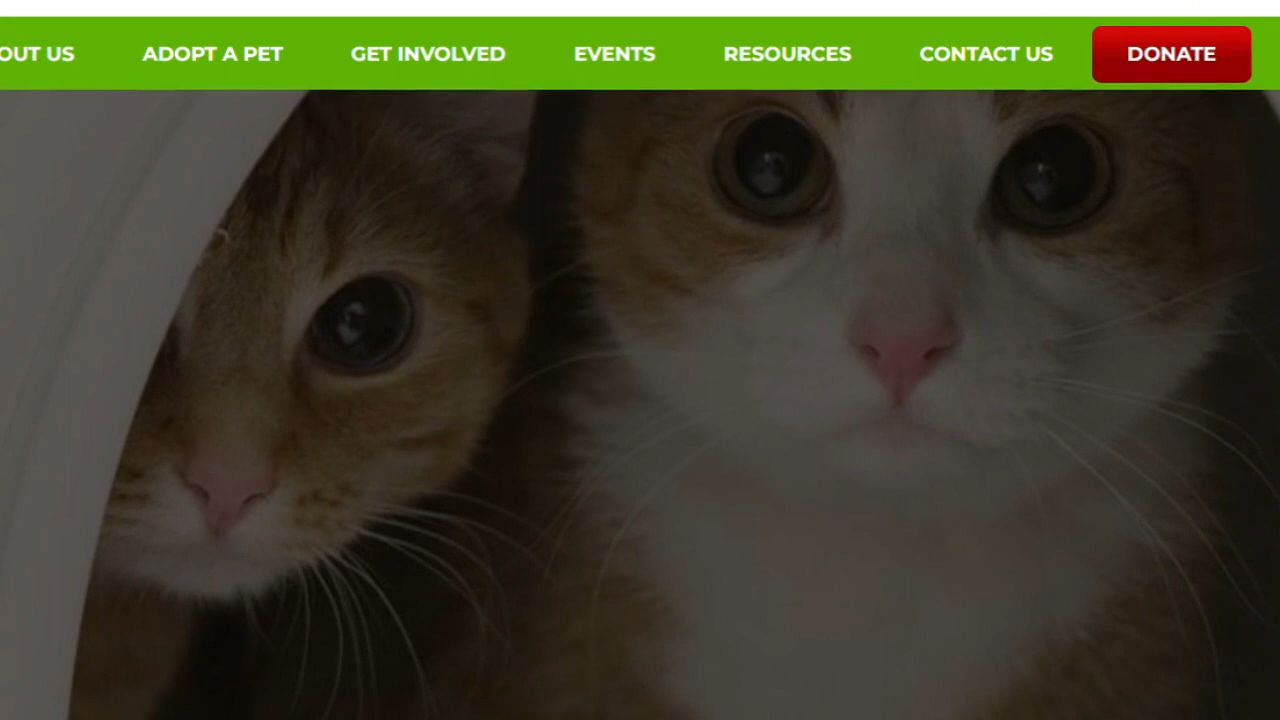 OUT US ADOPT A PET GET INVOLVED EVENTS RESOURCES CONTACT US DONATE